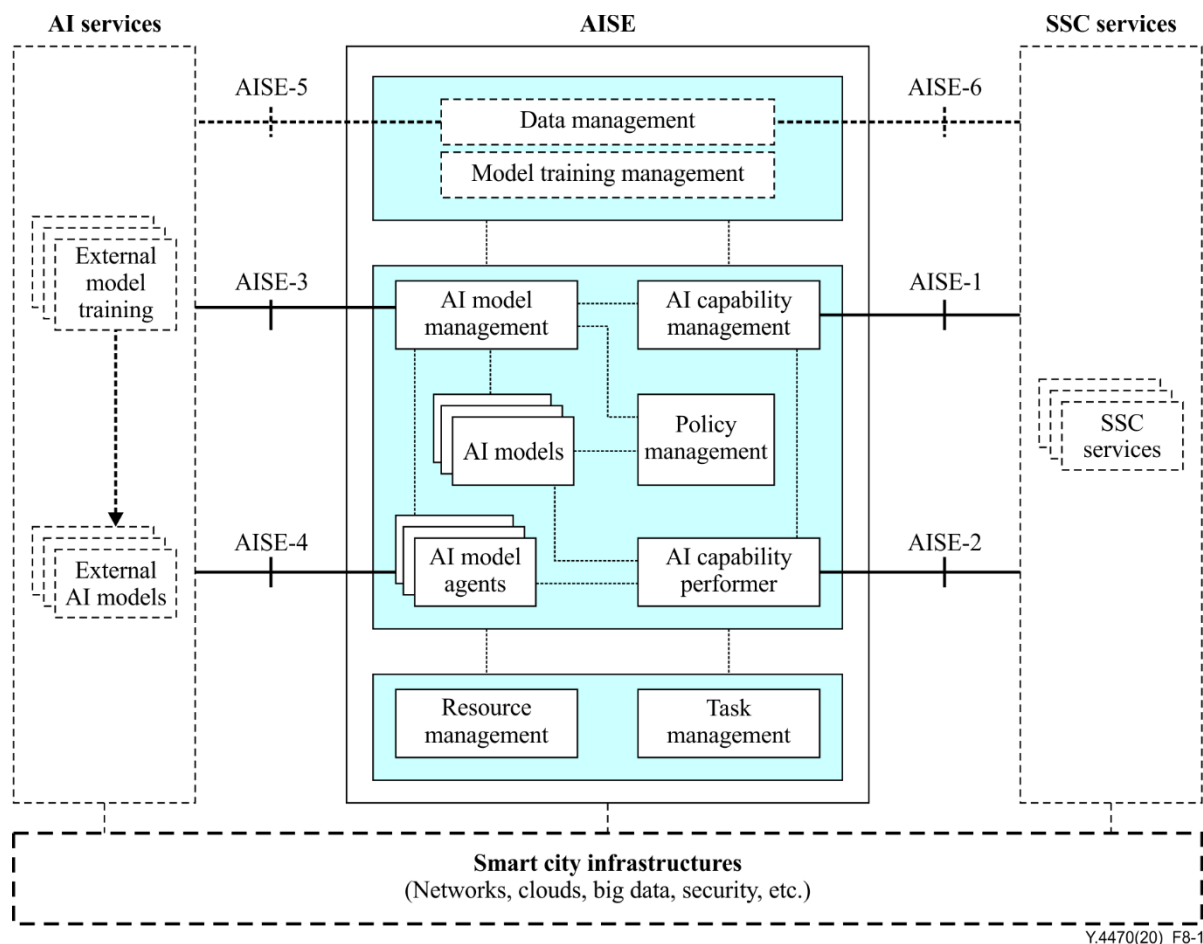 AI services
AISE
SSC services
AISE-5
AISE-6
Data management
Model training management
External
model
training
AISE-3
AI model
management
AI capability
management
AISE-1
AI models
Policy
management
SSC
services
External
AI models
AISE-4
AI model
agents
AI capability
performer
AISE-2
Resource
management
Task
management
Smart city infrastructures
(Networks, clouds, big data, security, etc.)
Y.4470(20)_F8-1